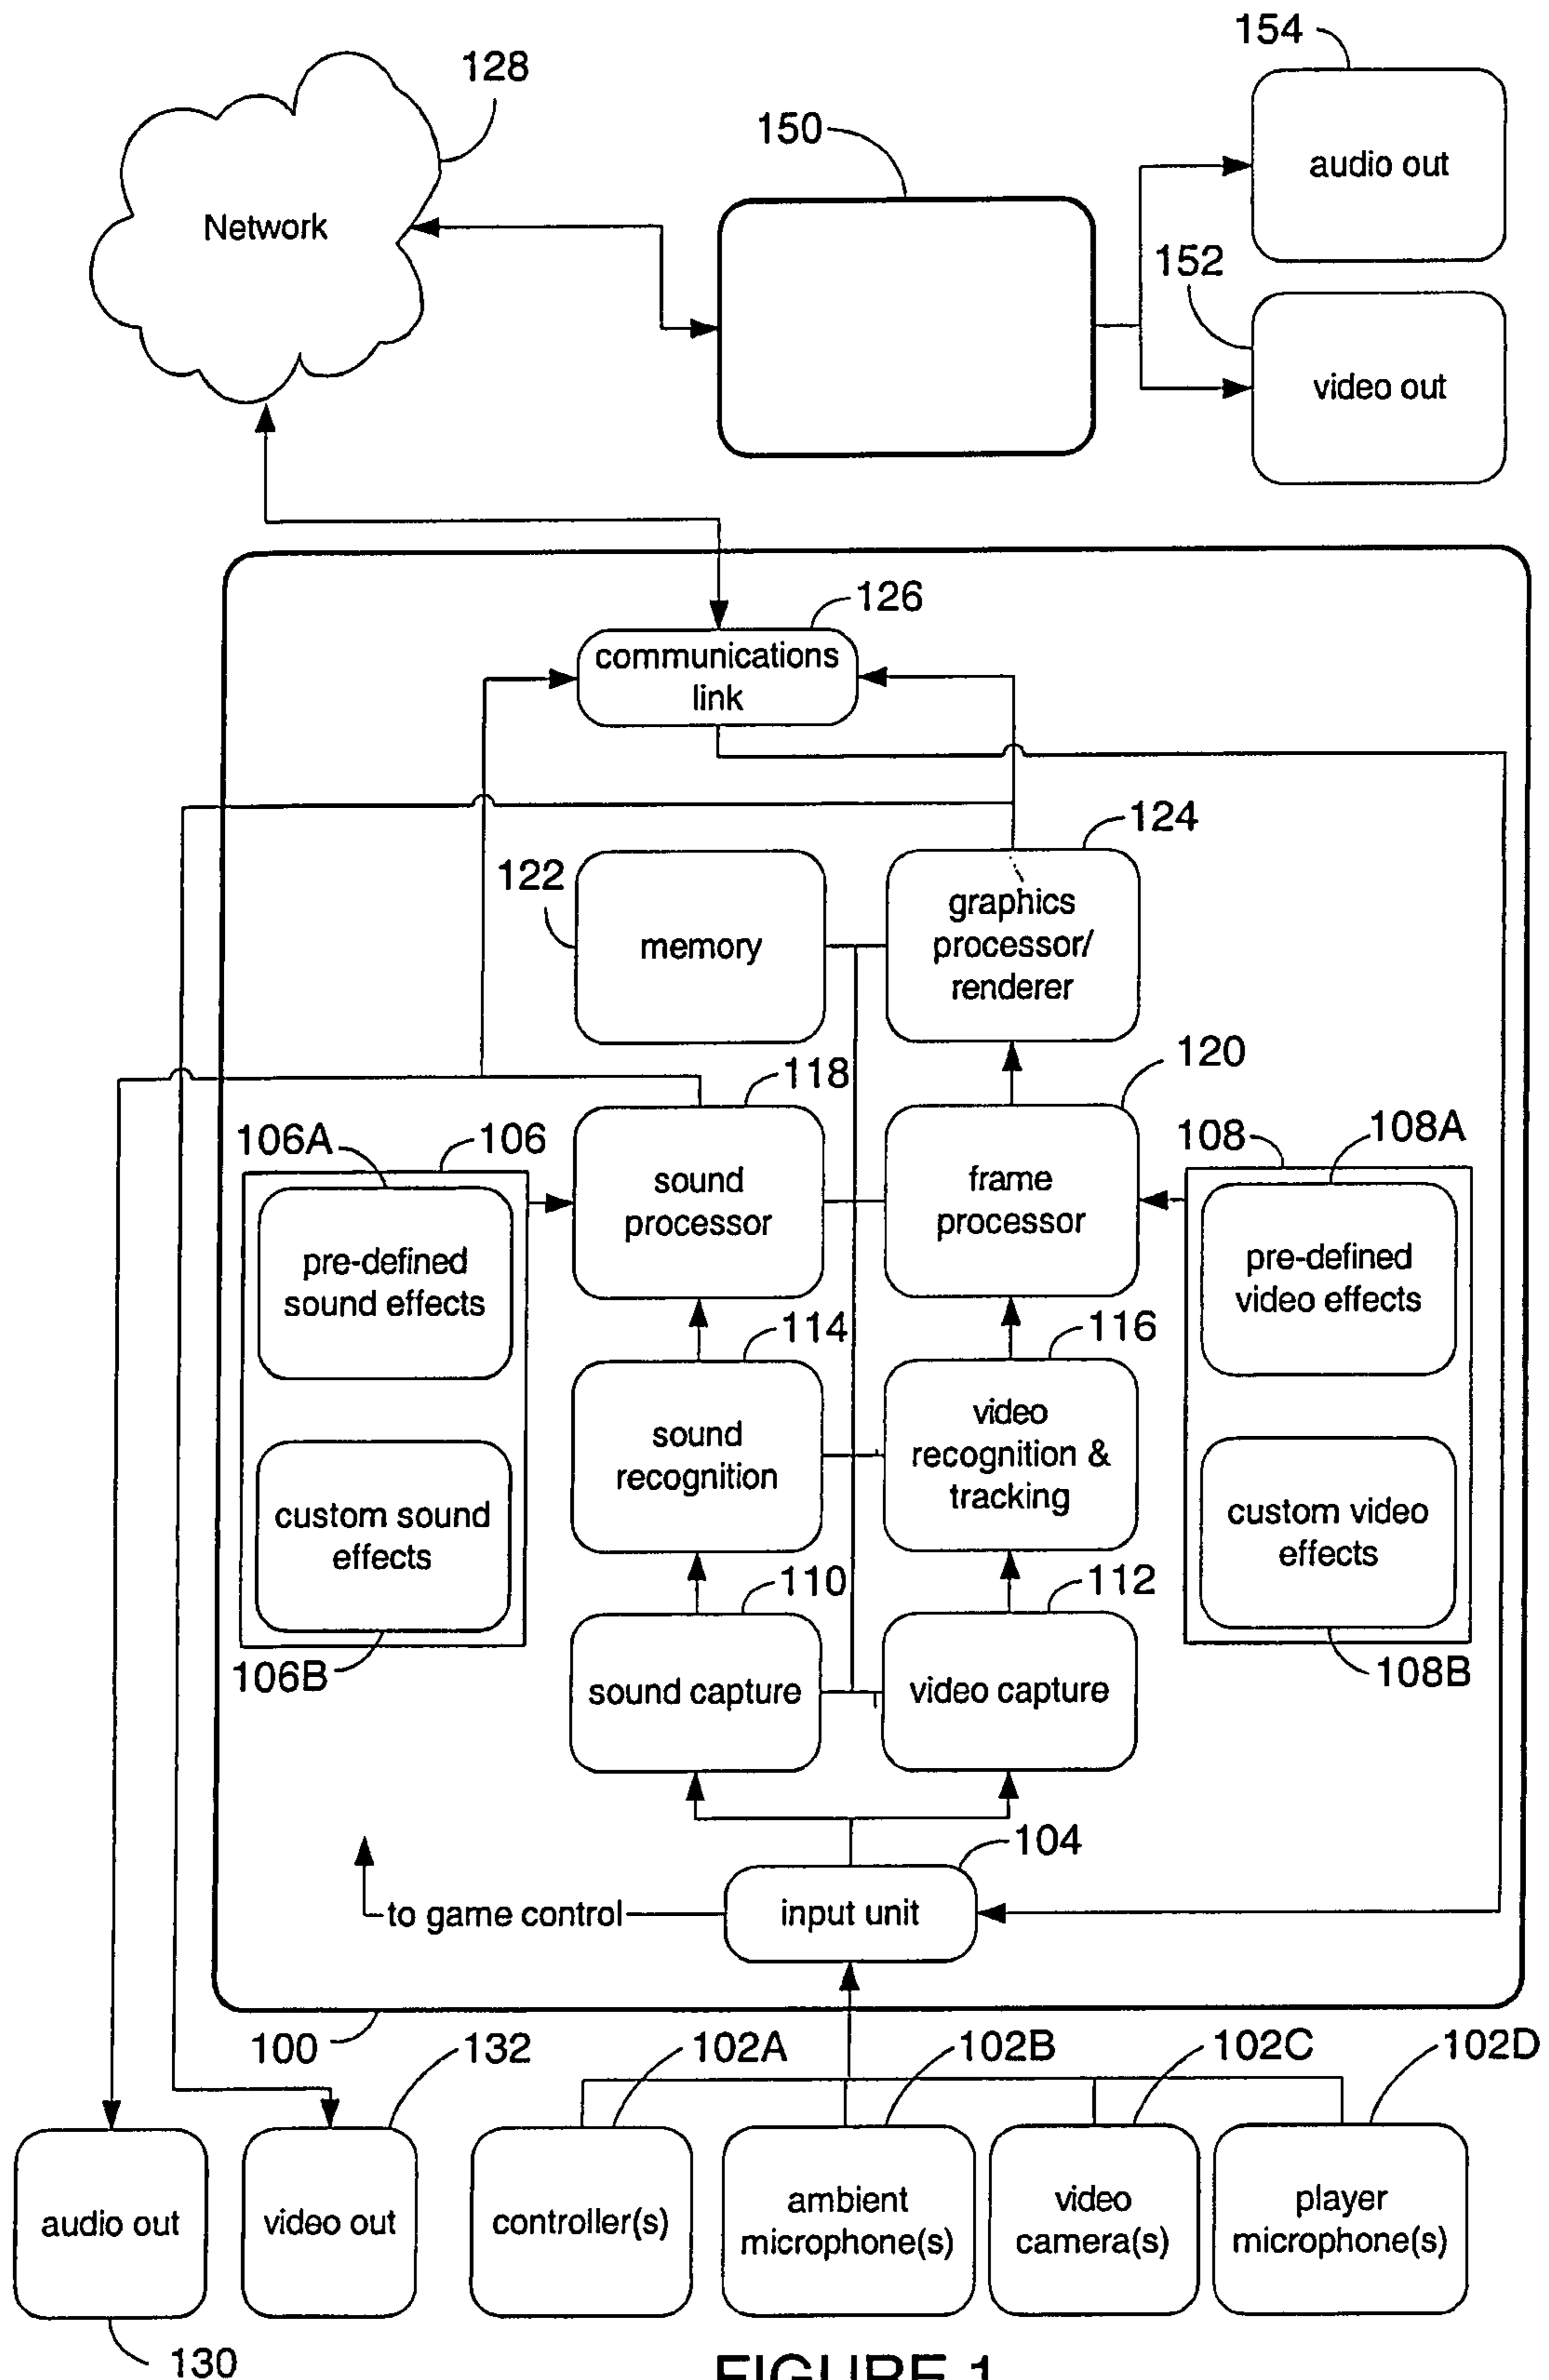 154
128
150
audio out
Network
152
video out
126
communications
link
124
122
graphics
processor/
renderer
memory
120
118
106A
106
108
108A
sound
processor
frame
processor
pre-defined
sound effects
pre-defined
video effects
114
116
sound
recognition
video
recognition &
tracking
custom sound
effects
custom video
effects
110
112
106B
108B
sound capture
video capture
104
to game control
input unit
100
132
102A
102B
102C
102D
audio out
video out
controller(s)
ambient
microphone(s)
video
camera(s)
player
microphone(s)
130
FIGURE 1